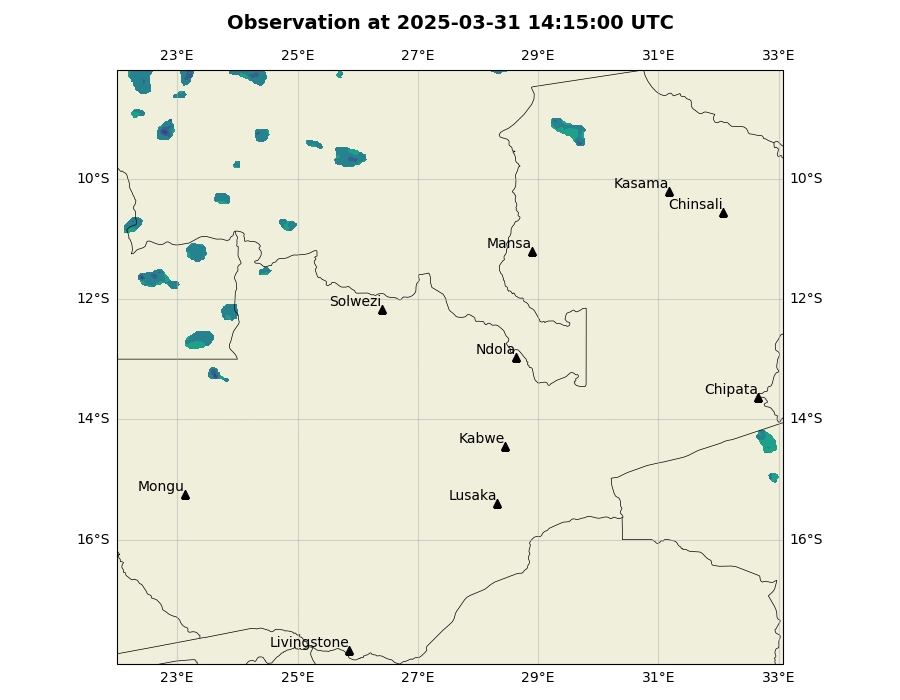 Observation at 2025-03-31 14:15:00 UTC
23°E 25°E 27°E 29°E 31°E 33°E
10°S 10°S
Kasama
Chinsali
Mansa
12°S 12°S
Solwezi
Ndola
Chipata
14°S 14°S
Kabwe
Mongu
Lusaka
16°S 16°S
Livingstone
23°E 25°E 27°E 29°E 31°E 33°E